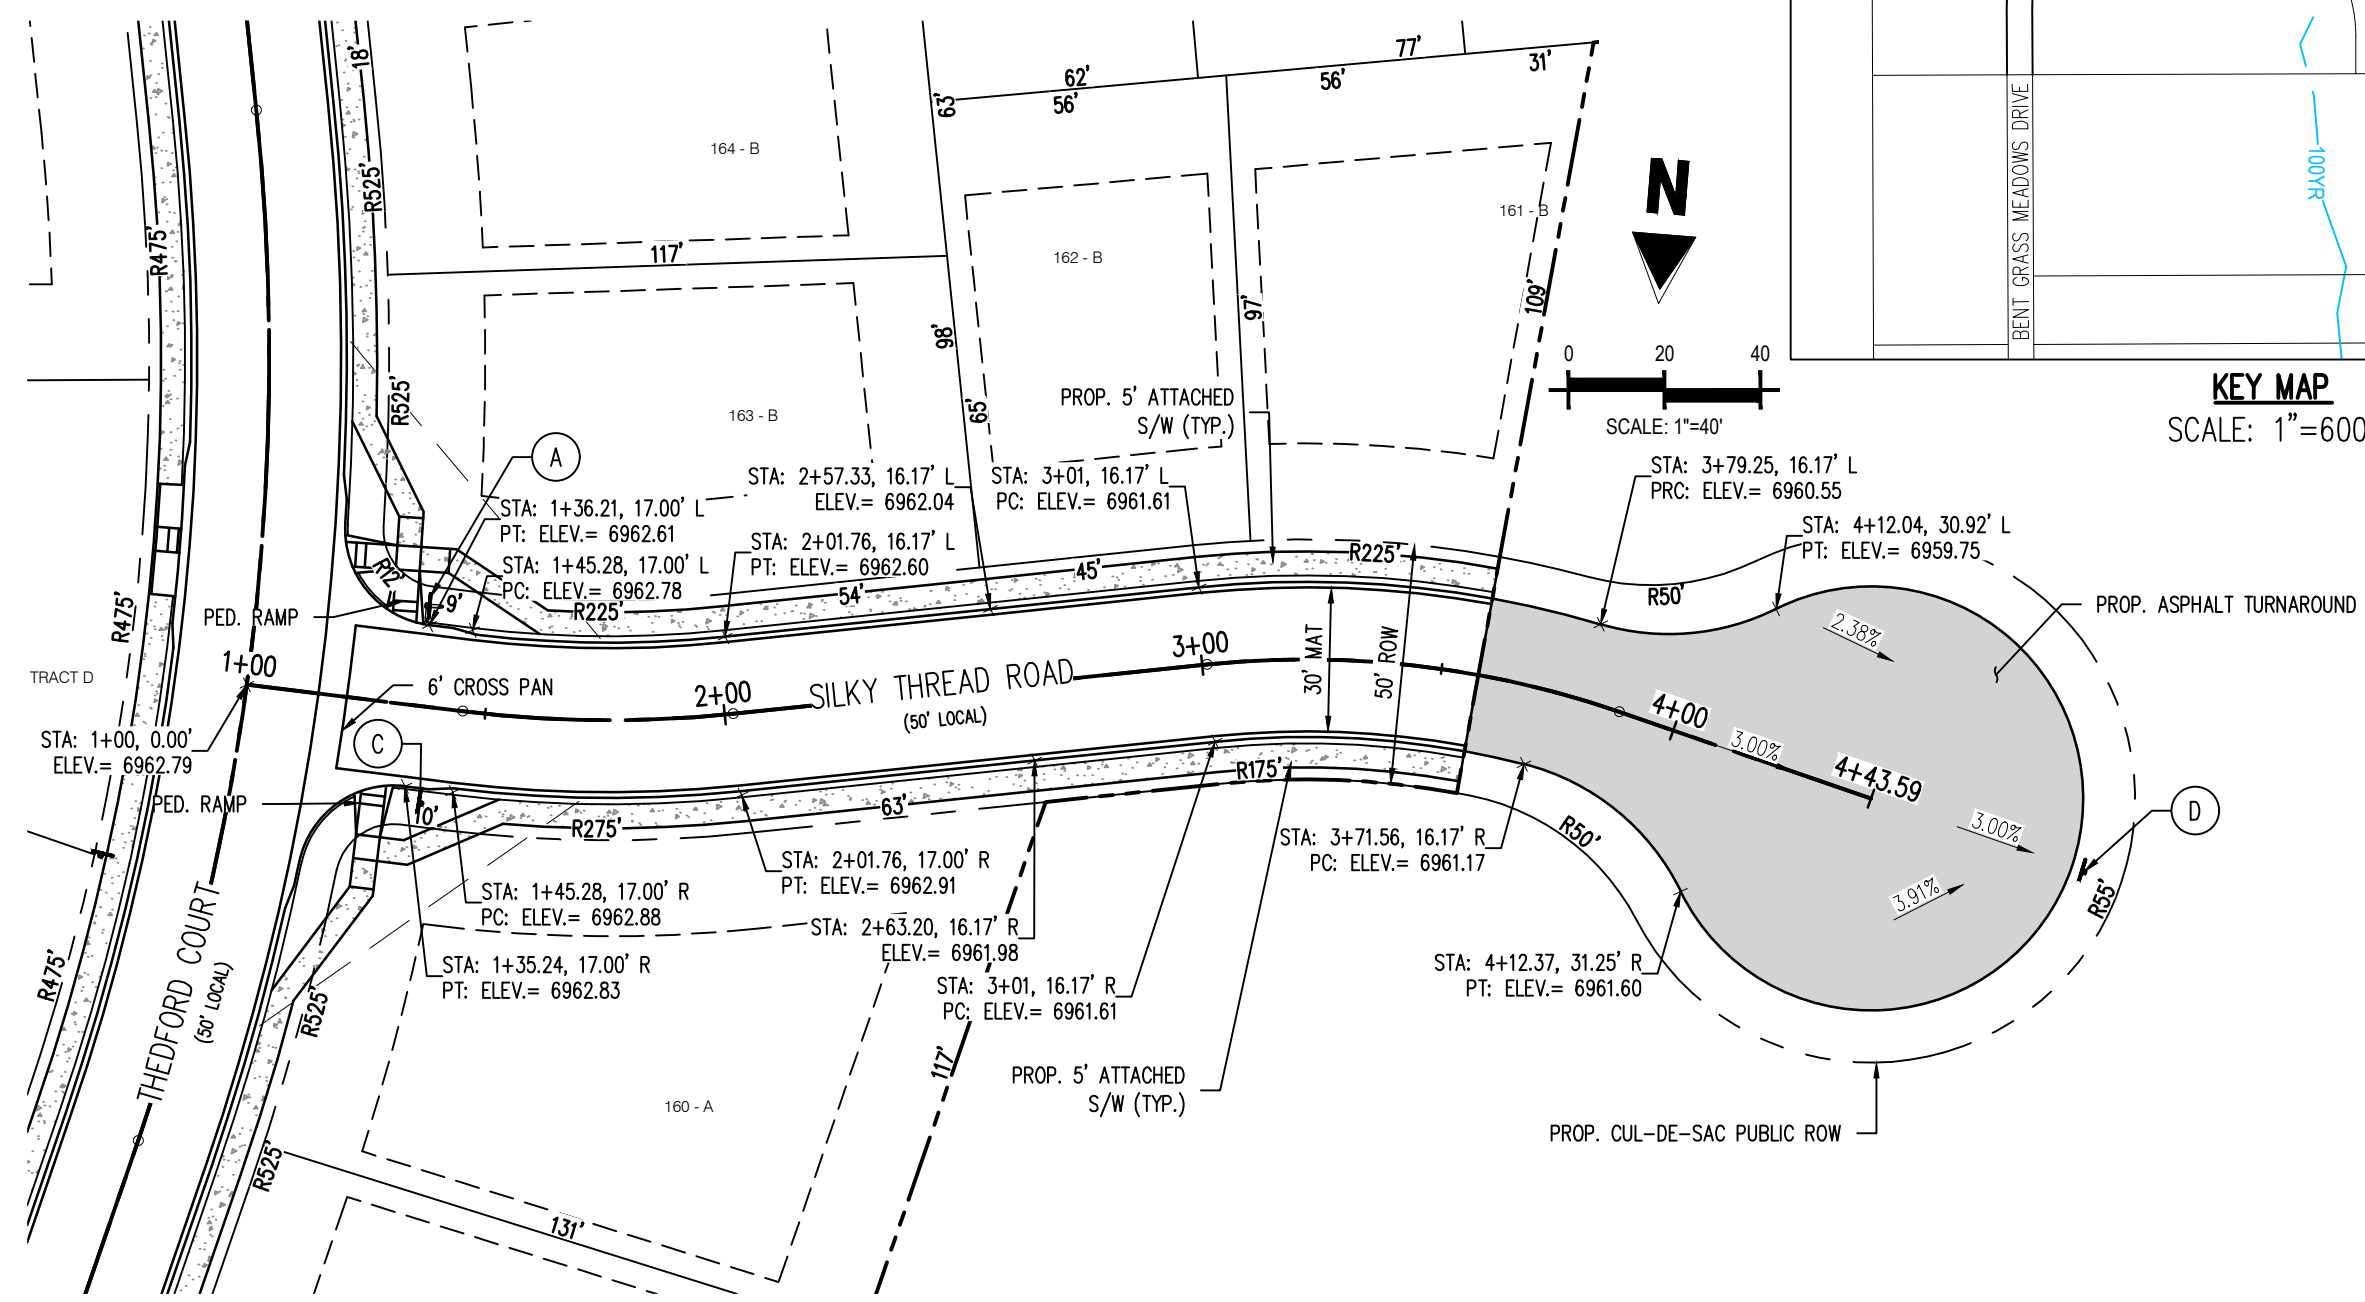 18'
R525'
R475'
164 - B
117'
62'
56'
63'
77'
56'
31'
161 - B
162 - B
N
97'
109'
98'
65'
0 20 40
SCALE: 1"=40'
BENT GRASS MEADOWS DRIVE
100YR
KEY MAP
SCALE: 1"=600
R525'
163 - B
A
PROP. 5' ATTACHED
S/W (TYP.)
STA: 1+36.21, 17.00' L
PT: ELEV.= 6962.61
STA: 1+45.28, 17.00' L
PC: ELEV.= 6962.78
STA: 2+57.33, 16.17' L
ELEV.= 6962.04
STA: 2+01.76, 16.17' L
PT: ELEV.= 6962.60
STA: 3+01, 16.17' L
PC: ELEV.= 6961.61
STA: 3+79.25, 16.17' L
PRC: ELEV.= 6960.55
STA: 4+12.04, 30.92' L
PT: ELEV.= 6959.75
R475'
R12'
9'
PED. RAMP
R225'
54'
45'
R225'
R50'
2.38%
PROP. ASPHALT TURNAROUND
TRACT D
1+00
6' CROSS PAN
2+00
SILKY THREAD ROAD
(50' LOCAL)
3+00
30' MAT
50' ROW
4+00
3.00%
4+43.59
3.00%
3.91%
D
R55'
STA: 1+00, 0.00'
ELEV.= 6962.79
C
PED. RAMP
10'
R275'
63'
R175'
R50'
STA: 3+71.56, 16.17' R
PC: ELEV.= 6961.17
STA: 2+01.76, 17.00' R
PT: ELEV.= 6962.91
STA: 1+45.28, 17.00' R
PC: ELEV.= 6962.88
STA: 2+63.20, 16.17' R
ELEV.= 6961.98
STA: 1+35.24, 17.00' R
PT: ELEV.= 6962.83
STA: 3+01, 16.17' R
PC: ELEV.= 6961.61
STA: 4+12.37, 31.25' R
PT: ELEV.= 6961.60
R475'
THEDFORD COURT
(50' LOCAL)
R525'
117'
PROP. 5' ATTACHED
S/W (TYP.)
160 - A
PROP. CUL-DE-SAC PUBLIC ROW
R525'
131'